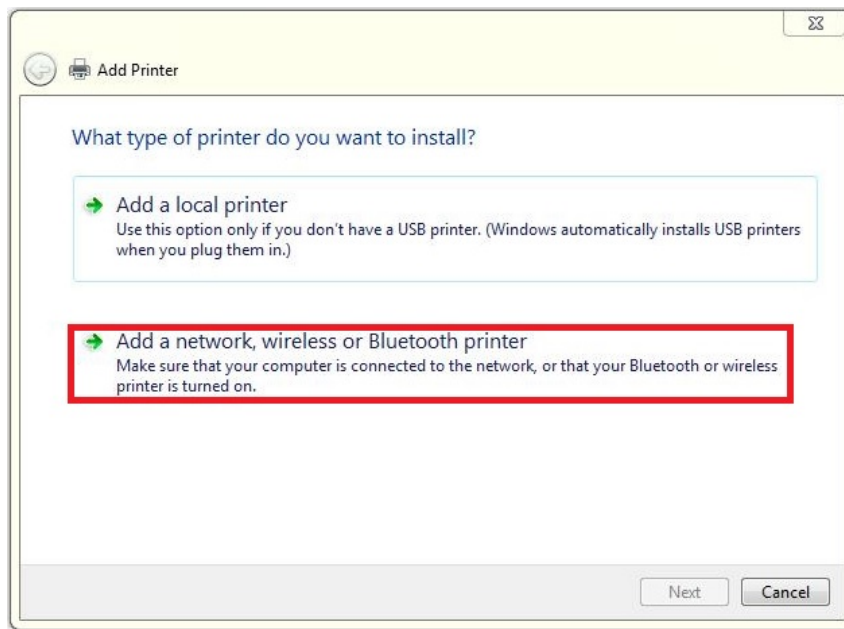 Add Printer
What type of printer do you want to install?
Add a local printer
Use this option only if you don't have a USB printer. (Windows automatically installs USB printers
when you plug them in.)
Add a network, wireless or Bluetooth printer
Make sure that your computer is connected to the network, or that your Bluetooth or wireless
printer is turned on.
Next
Cancel